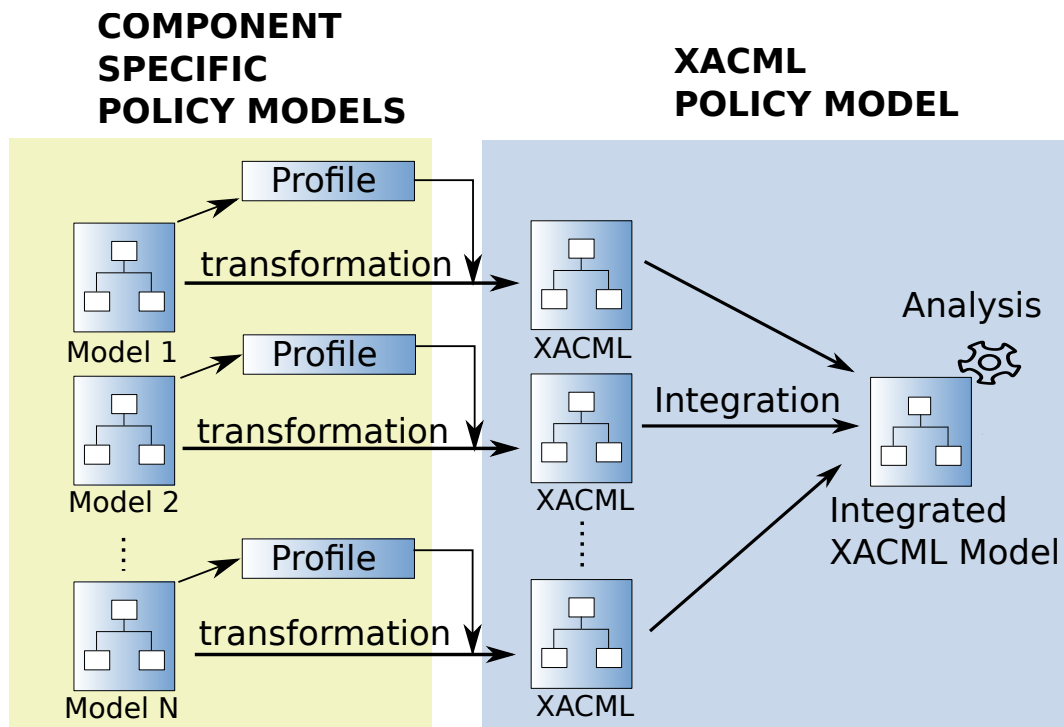 COMPONENT
SPECIFIC
POLICY MODELS
XACML
POLICY MODEL
Profile
transformation
Model 1
XACML
Profile
transformation
Model 2
XACML
Integration
Analysis
Integrated
XACML Model
Profile
transformation
Model N
XACML